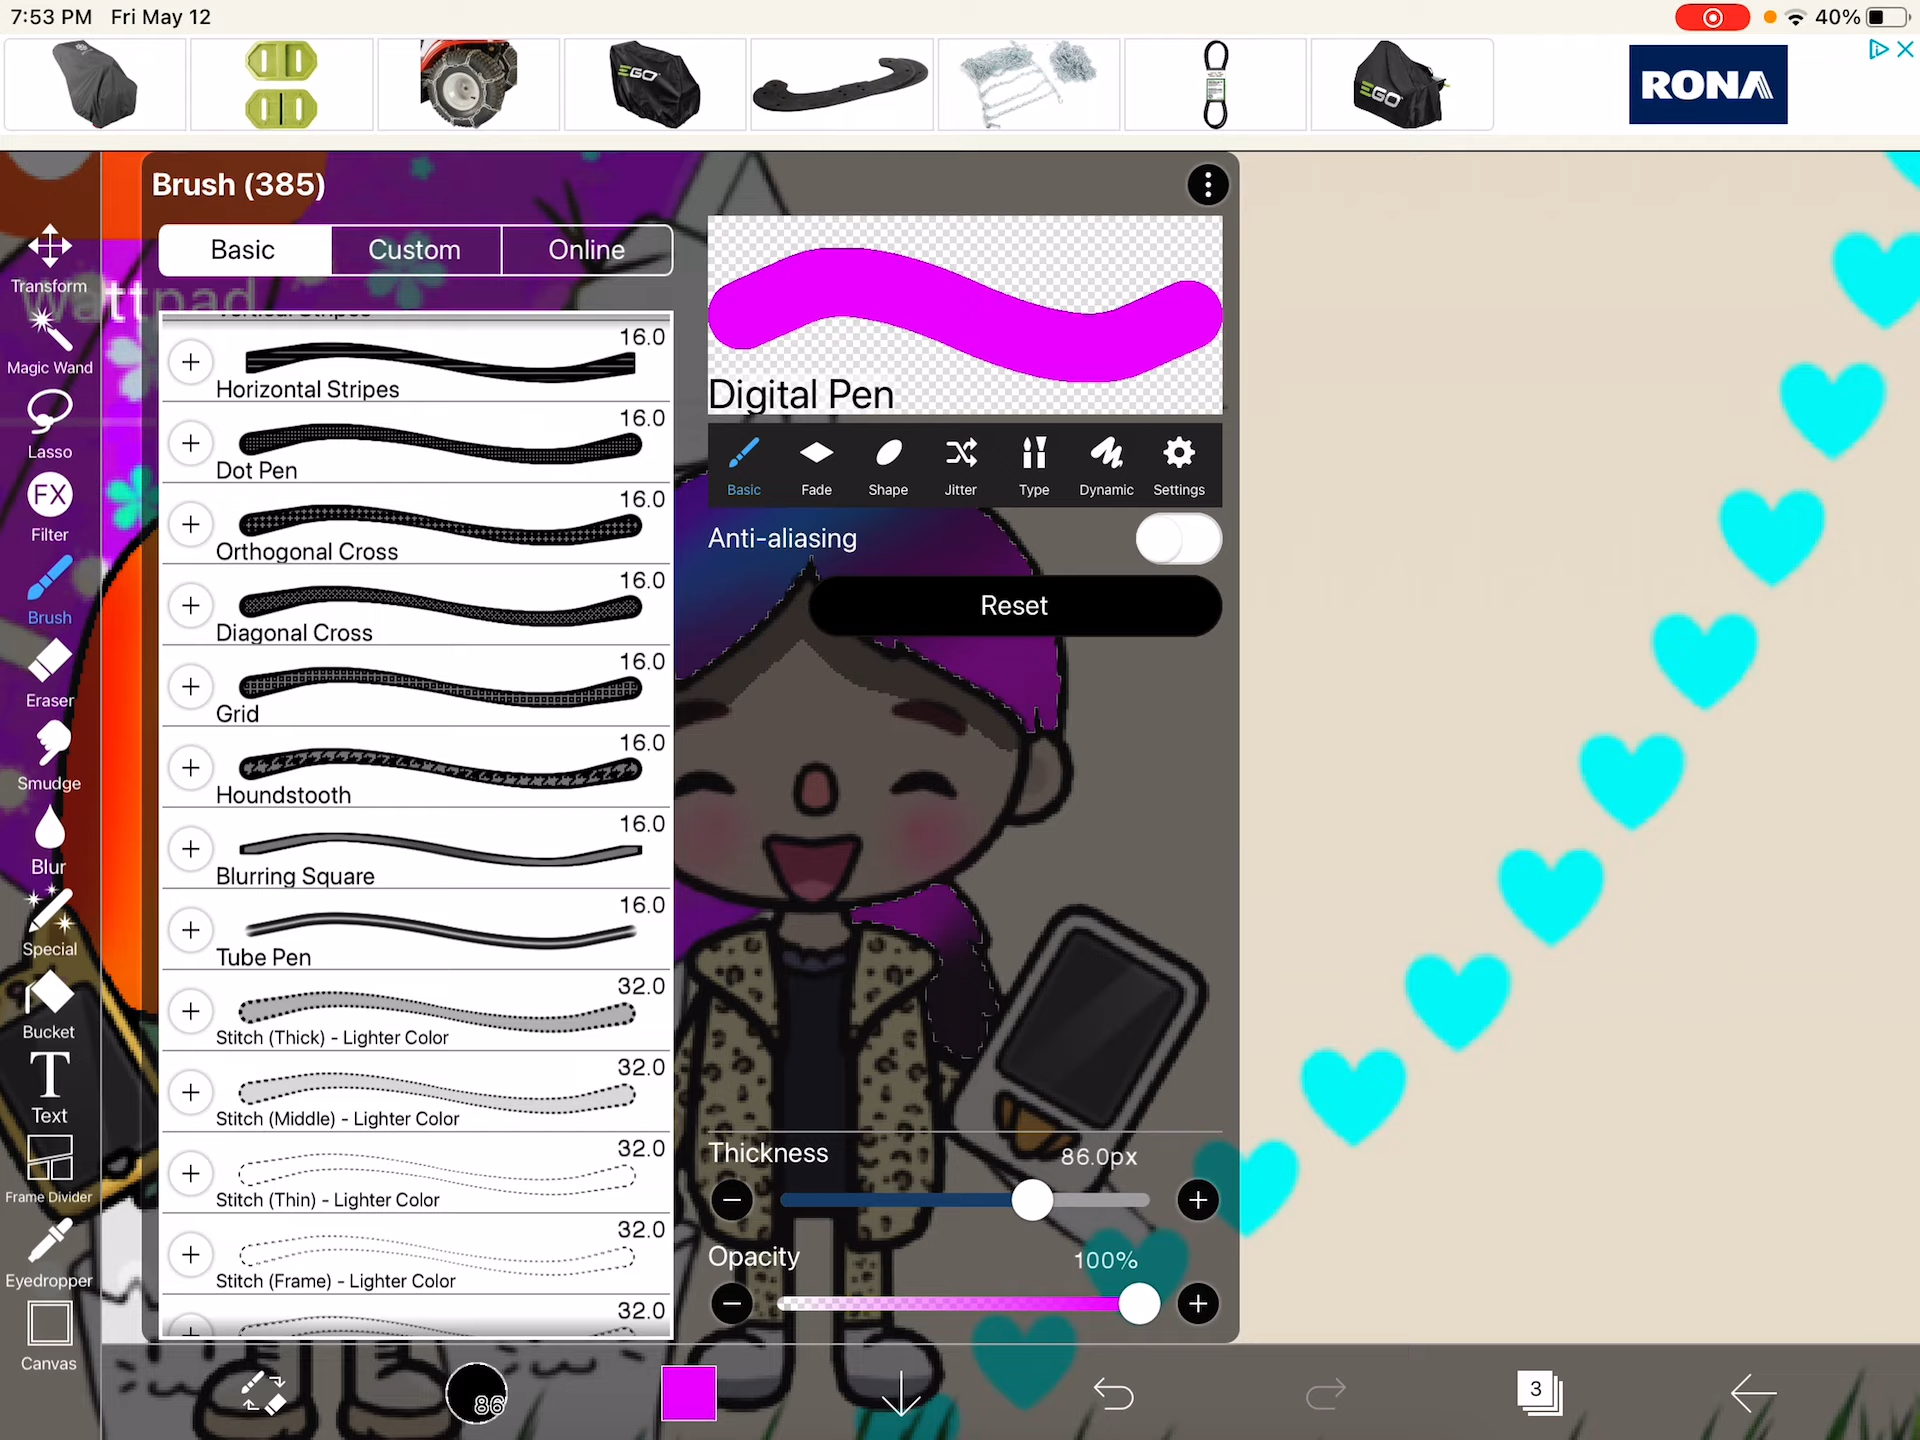 7:53 PM Fri May 12
40%
EGO
EGO
RONA
Brush (385)
Basic
Custom
Online
wattpad
Transform
Magic Wand
Lasso
FX
Filter
Brush
Eraser
Smudge
Blur
Special
Bucket
T
Text
Frame Divider
Eyedropper
Canvas
Vertical Stripes
16.0
Horizontal Stripes
16.0
Dot Pen
16.0
Orthogonal Cross
16.0
Diagonal Cross
16.0
Grid
16.0
Houndstooth
16.0
Blurring Square
16.0
Tube Pen
32.0
Stitch (Thick) - Lighter Color
32.0
Stitch (Middle) - Lighter Color
32.0
Stitch (Thin) - Lighter Color
32.0
Stitch (Frame) - Lighter Color
32.0
Digital Pen
Basic
Fade
Shape
Jitter
Type
Dynamic
Settings
Anti-aliasing
Reset
Thickness
86.0px
Opacity
100%
86
3